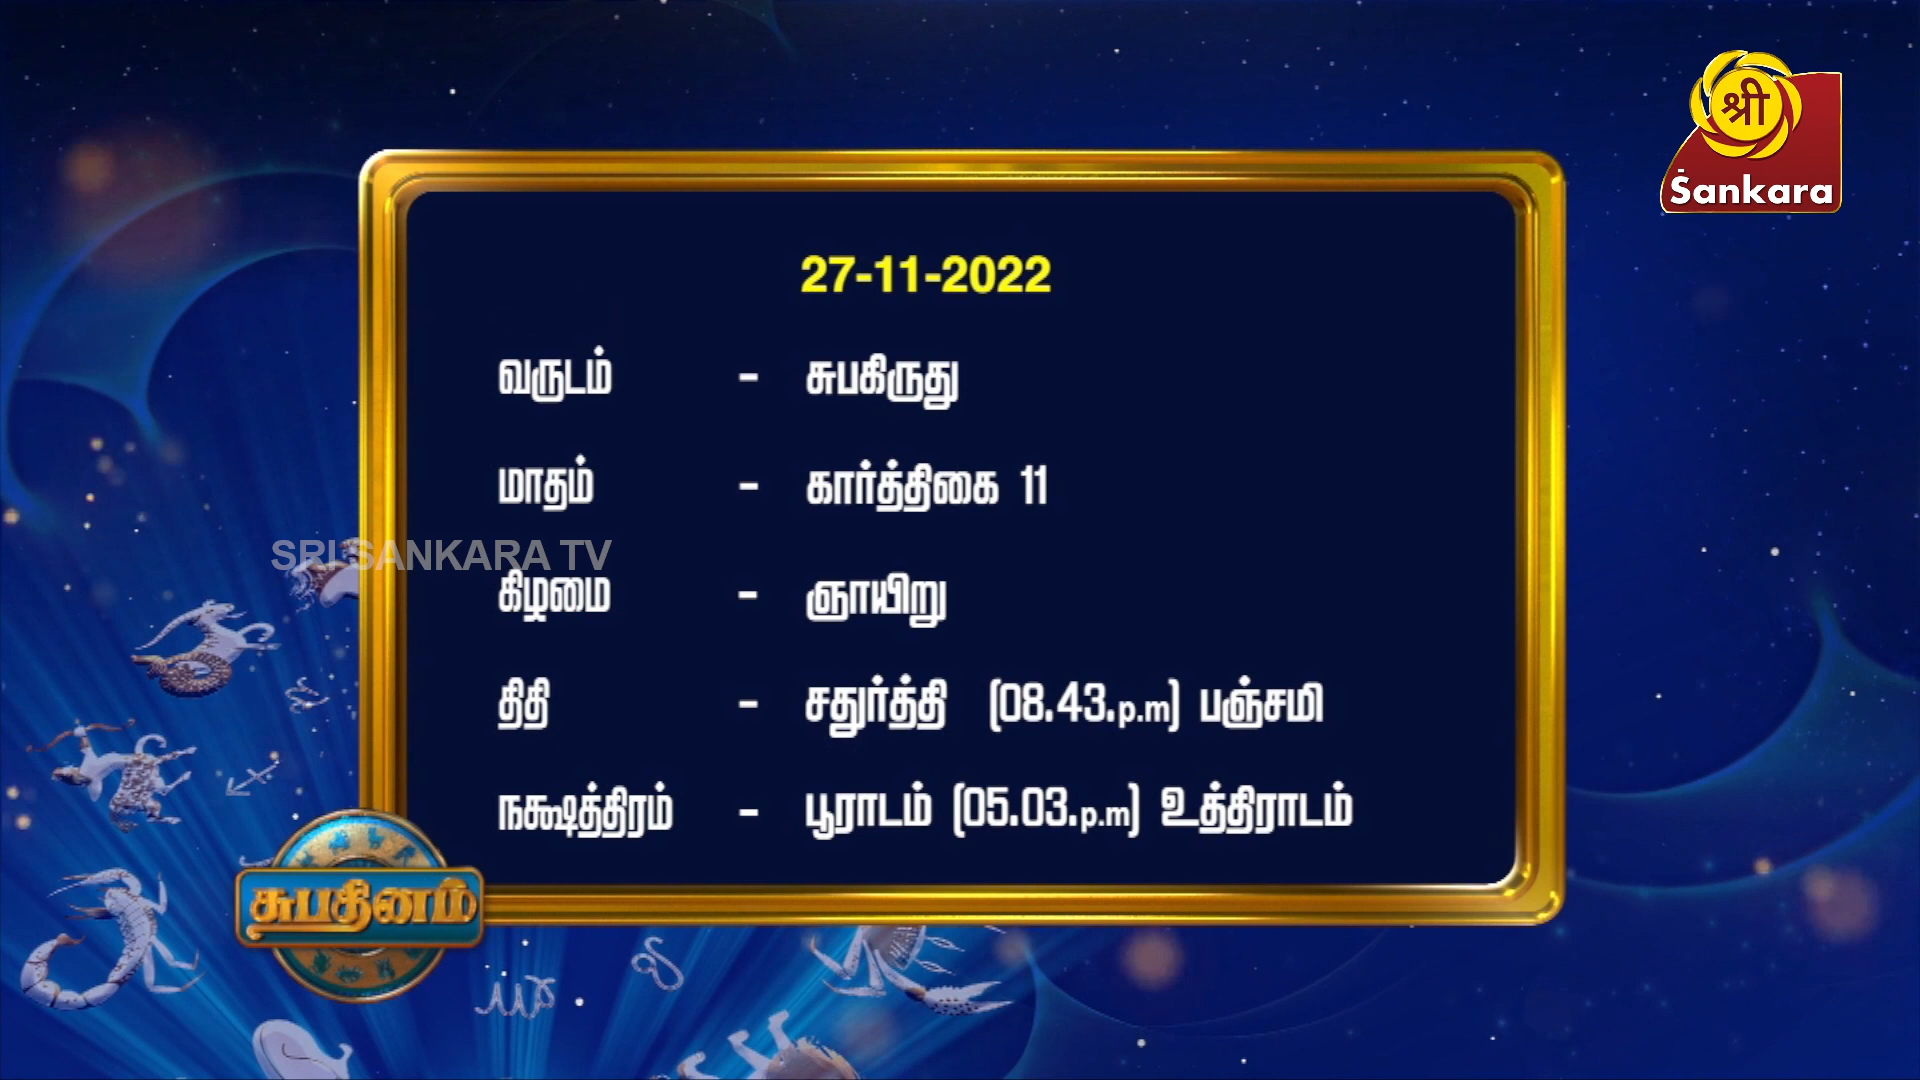 श्री
Sankara
27-11-2022
வருடம் - சுபகிருது
மாதம் - கார்த்திகை 11
SRI SANKARA TV
கிழமை - ஞாயிறு
திதி - சதுர்த்தி (08.43.p.m) பஞ்சமி
நக்ஷத்திரம் - பூராடம் (05.03.p.m) உத்திராடம்
சுபதினம்